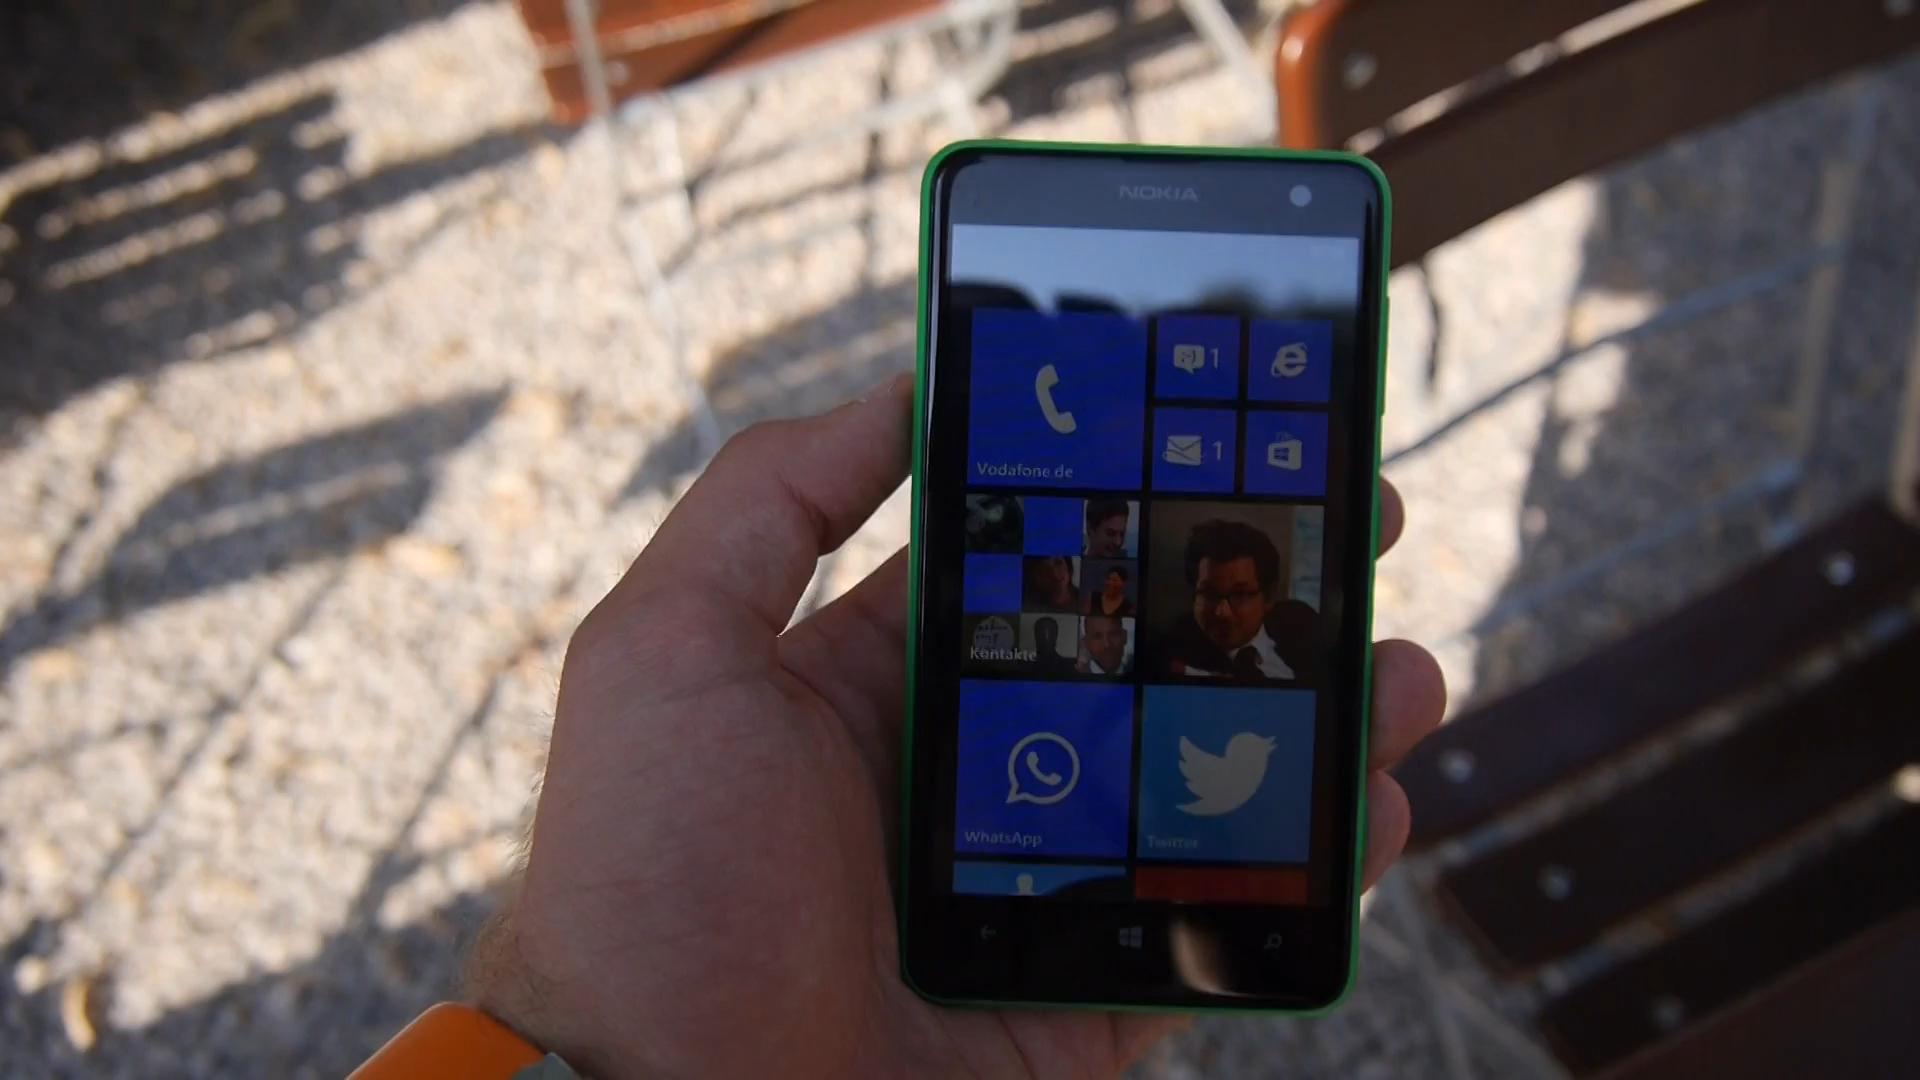 NOKIA
1
1
Vodafone.de
Kontakte
WhatsApp
Twitter